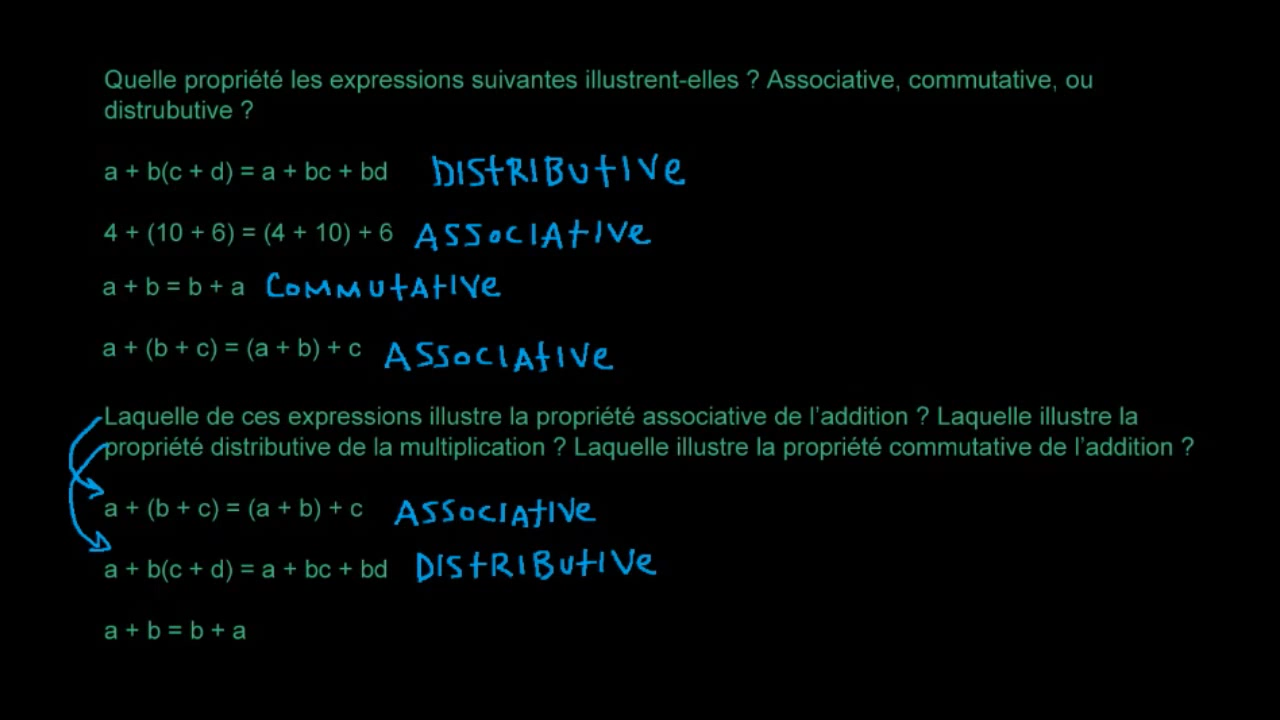 Quelle propriété les expressions suivantes illustrent-elles ? Associative, commutative, ou
distrubutive ?
a + b(c + d) = a + bc + bd DIStRIButIVe
4 + (10 + 6) = (4 + 10) + 6 ASSoCIAtIVe
a + b = b + a CoMMutAtIVe
a + (b + c) = (a + b) + c ASSoCIAtIVe
Laquelle de ces expressions illustre la propriété associative de l’addition ? Laquelle illustre la
propriété distributive de la multiplication ? Laquelle illustre la propriété commutative de l’addition ?
a + (b + c) = (a + b) + c ASSoCIAtIVe
a + b(c + d) = a + bc + bd DIStRIButIVe
a + b = b + a